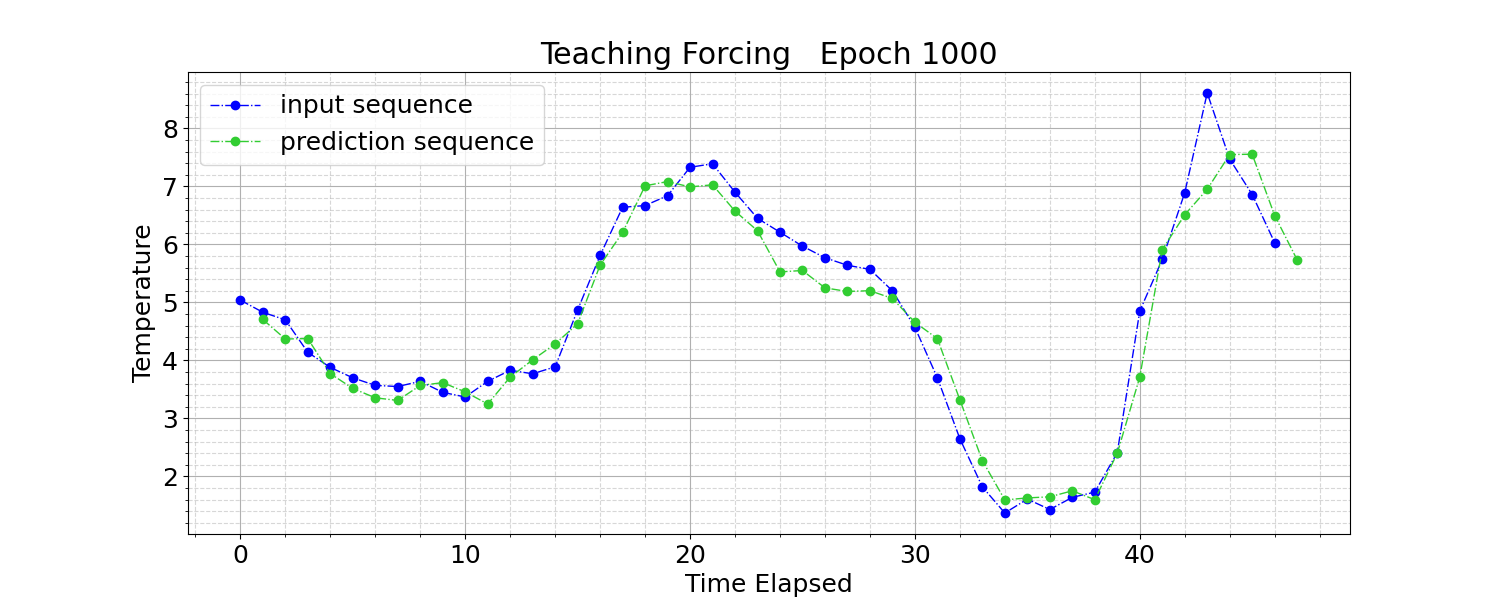 Teaching Forcing   Epoch 1000
input sequence
prediction sequence
Temperature
8
7
6
5
4
3
2
0 10 20 30 40
Time Elapsed